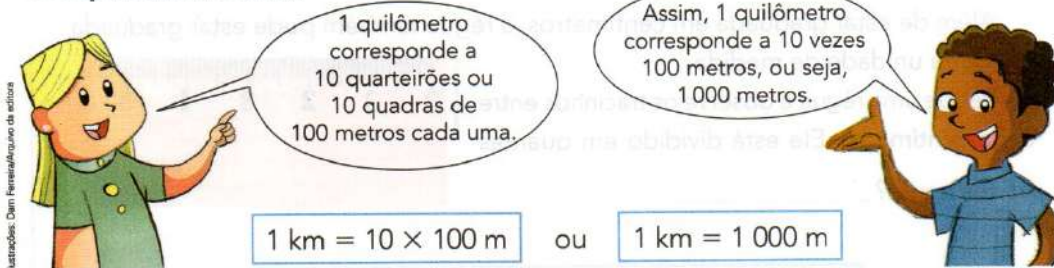 1 quilômetro
corresponde a
10 quarteirões ou
10 quadras de
100 metros cada uma.
Assim, 1 quilômetro
corresponde a 10 vezes
100 metros, ou seja,
1 000 metros.
1 km = 10 × 100 m
ou
1 km = 1 000 m
Ilustrações: Dam Ferreira/Arquivo da editora